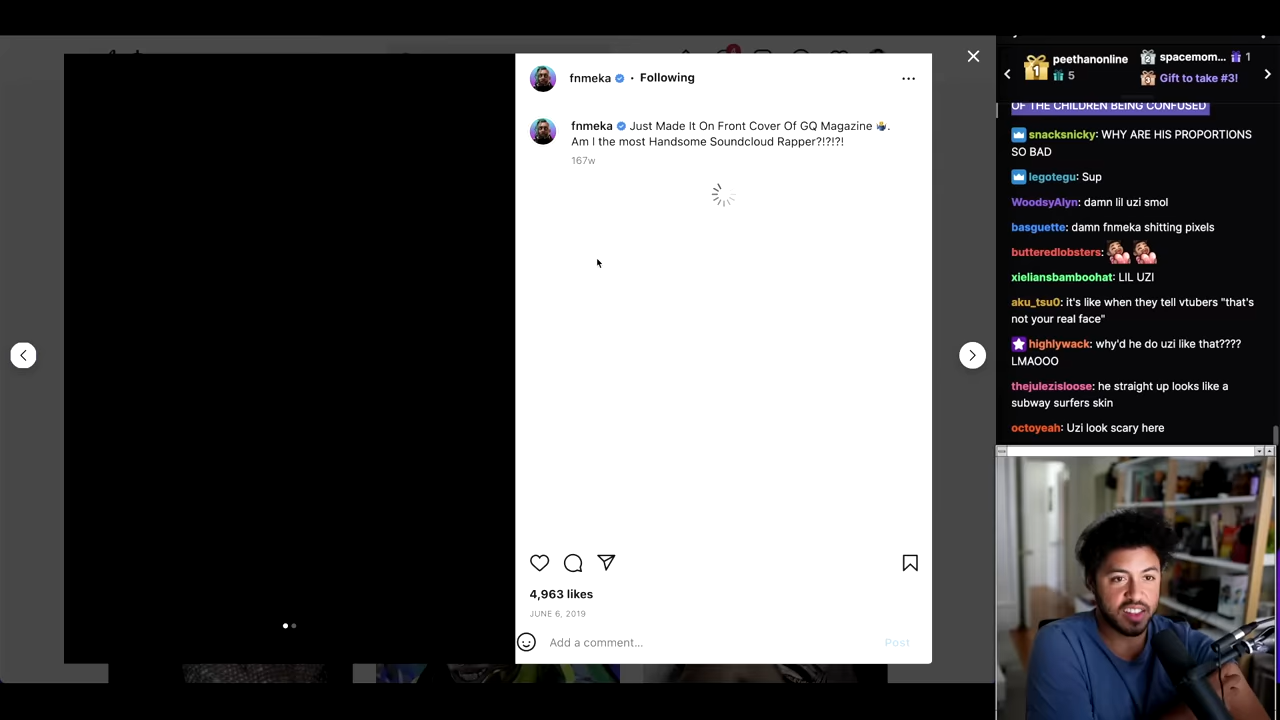 fnmeka • Following
fnmeka Just Made It On Front Cover Of GQ Magazine 🤷‍♂️.
Am I the most Handsome Soundcloud Rapper?!?!?!
167w
4,963 likes
JUNE 6, 2019
Add a comment...
Post
peethanonline
5
spacemom... 1
Gift to take #3!
OF THE CHILDREN BEING CONFUSED
snacksnicky: WHY ARE HIS PROPORTIONS
SO BAD
legotegu: Sup
WoodsyAlyn: damn lil uzi smol
basguette: damn fnmeka shitting pixels
butteredlobsters:
xieliansbamboohat: LIL UZI
aku_tsu0: it's like when they tell vtubers "that's
not your real face"
highlywack: why'd he do uzi like that????
LMAOOO
thejulezisloose: he straight up looks like a
subway surfers skin
octoyeah: Uzi look scary here